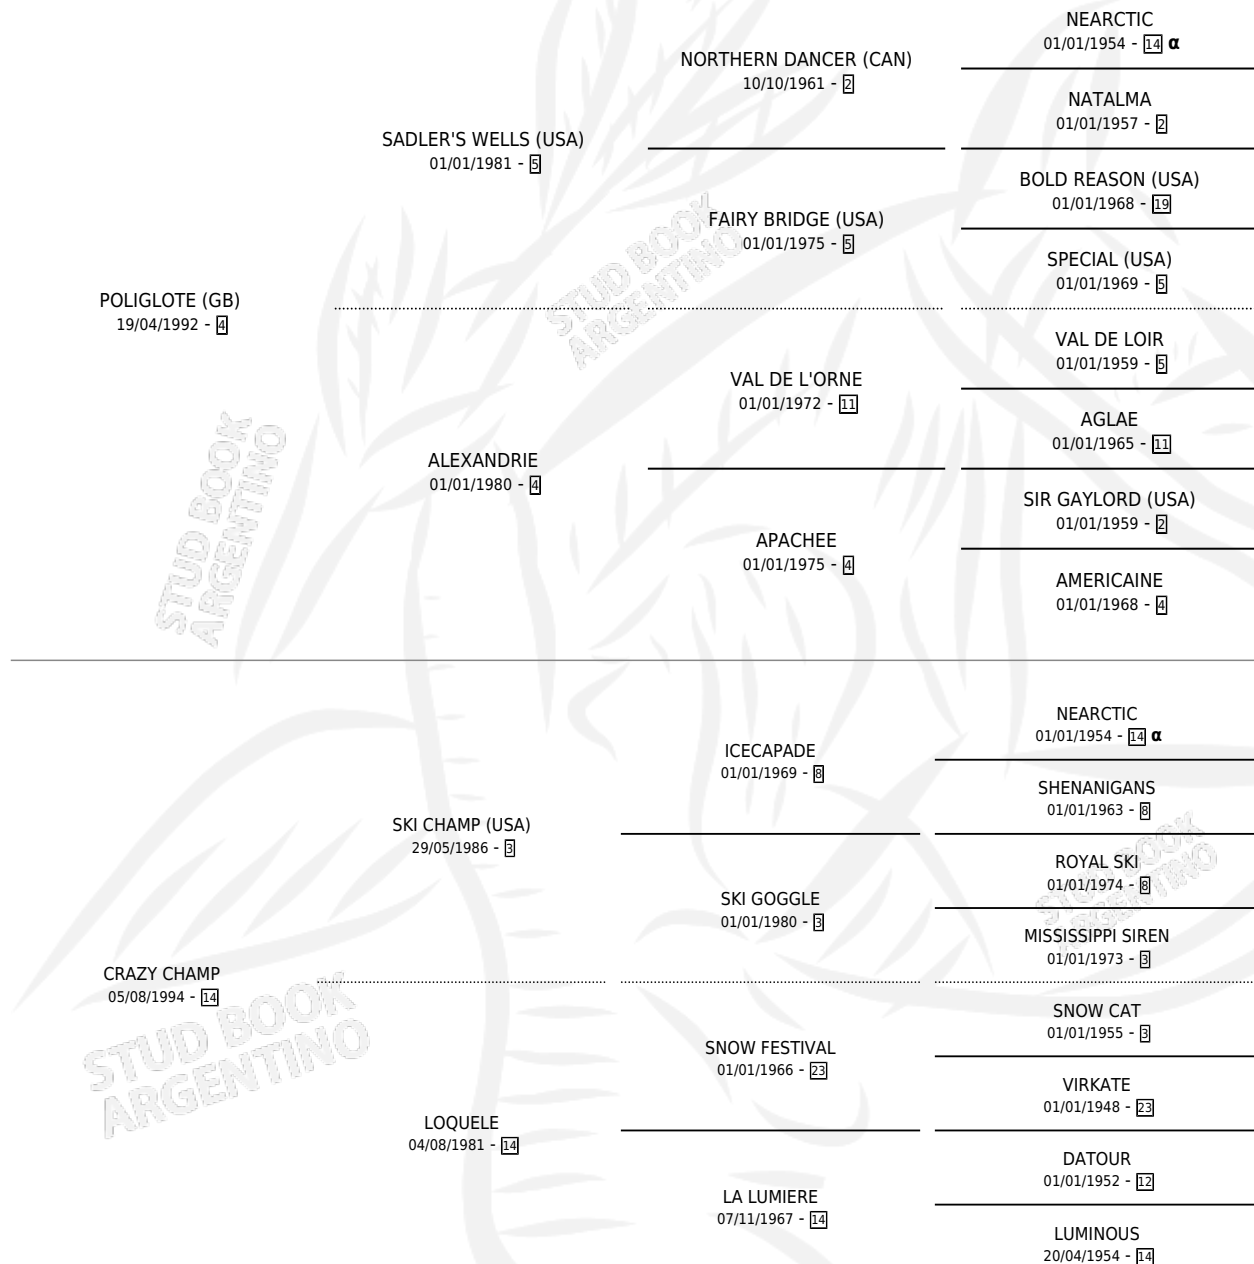 NEARCTIC
01/01/1954 - 14 α
NORTHERN DANCER (CAN)
10/10/1961 - 2
NATALMA
01/01/1957 - 2
SADLER'S WELLS (USA)
01/01/1981 - 5
BOLD REASON (USA)
01/01/1968 - 19
FAIRY BRIDGE (USA)
01/01/1975 - 5
SPECIAL (USA)
01/01/1969 - 5
STUD BOOK
ARGENTINO
POLIGLOTE (GB)
19/04/1992 - 4
VAL DE LOIR
01/01/1959 - 5
VAL DE L'ORNE
01/01/1972 - 11
AGLAE
01/01/1965 - 11
ALEXANDRIE
01/01/1980 - 4
SIR GAYLORD (USA)
01/01/1959 - 2
APACHEE
01/01/1975 - 4
AMERICAINE
01/01/1968 - 4
STUD BOOK
ARGENTINO
NEARCTIC
01/01/1954 - 14 α
ICECAPADE
01/01/1969 - 8
SHENANIGANS
01/01/1963 - 8
SKI CHAMP (USA)
29/05/1986 - 3
ROYAL SKI
01/01/1974 - 8
SKI GOGGLE
01/01/1980 - 3
MISSISSIPPI SIREN
01/01/1973 - 3
STUD BOOK
ARGENTINO
CRAZY CHAMP
05/08/1994 - 14
SNOW CAT
01/01/1955 - 3
SNOW FESTIVAL
01/01/1966 - 23
VIRKATE
01/01/1948 - 23
LOQUELE
04/08/1981 - 14
DATOUR
01/01/1952 - 12
LA LUMIERE
07/11/1967 - 14
LUMINOUS
20/04/1954 - 14
STUD BOOK
ARGENTINO